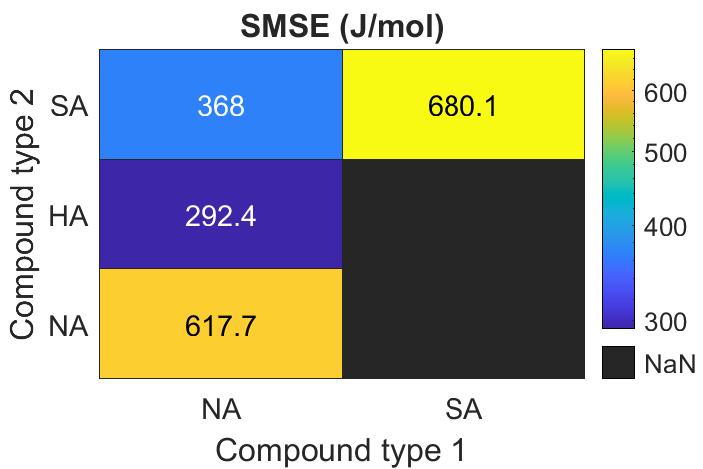 SMSE (J/mol)
Compound type 2
SA
368
680.1
HA
292.4
NA
617.7
600
500
400
300
NaN
NA
SA
Compound type 1